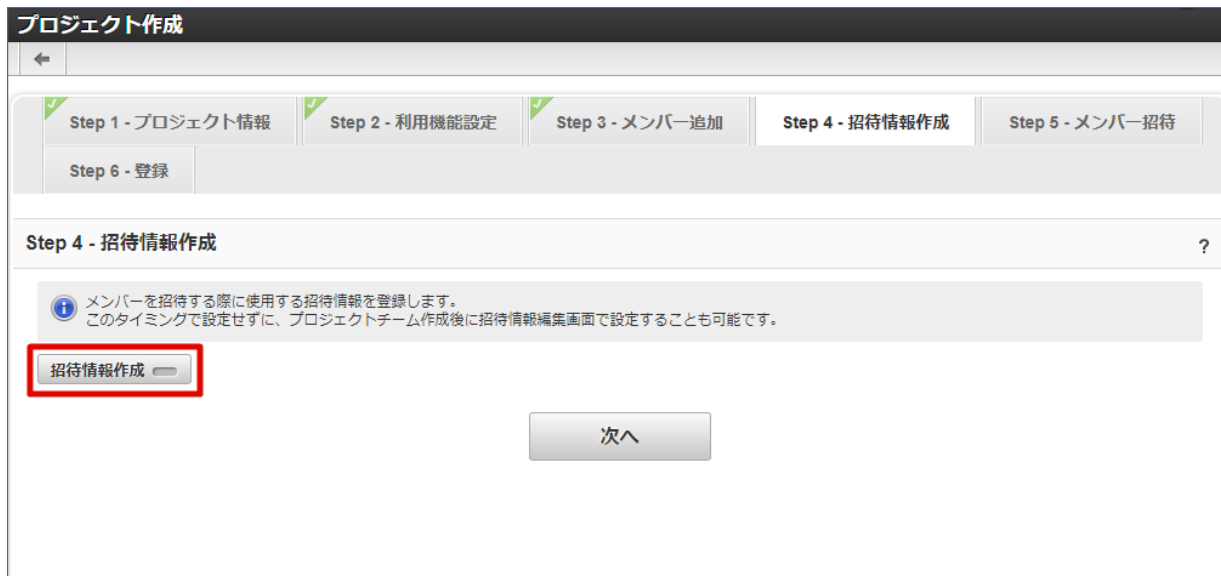 プロジェクト作成
Step 1 - プロジェクト情報
Step 2 - 利用機能設定
Step 3 - メンバー追加
Step 4 - 招待情報作成
Step 5 - メンバー招待
Step 6 - 登録
Step 4 - 招待情報作成
?
メンバーを招待する際に使用する招待情報を登録します。
このタイミングで設定せずに、プロジェクトチーム作成後に招待情報編集画面で設定することも可能です。
招待情報作成
次へ